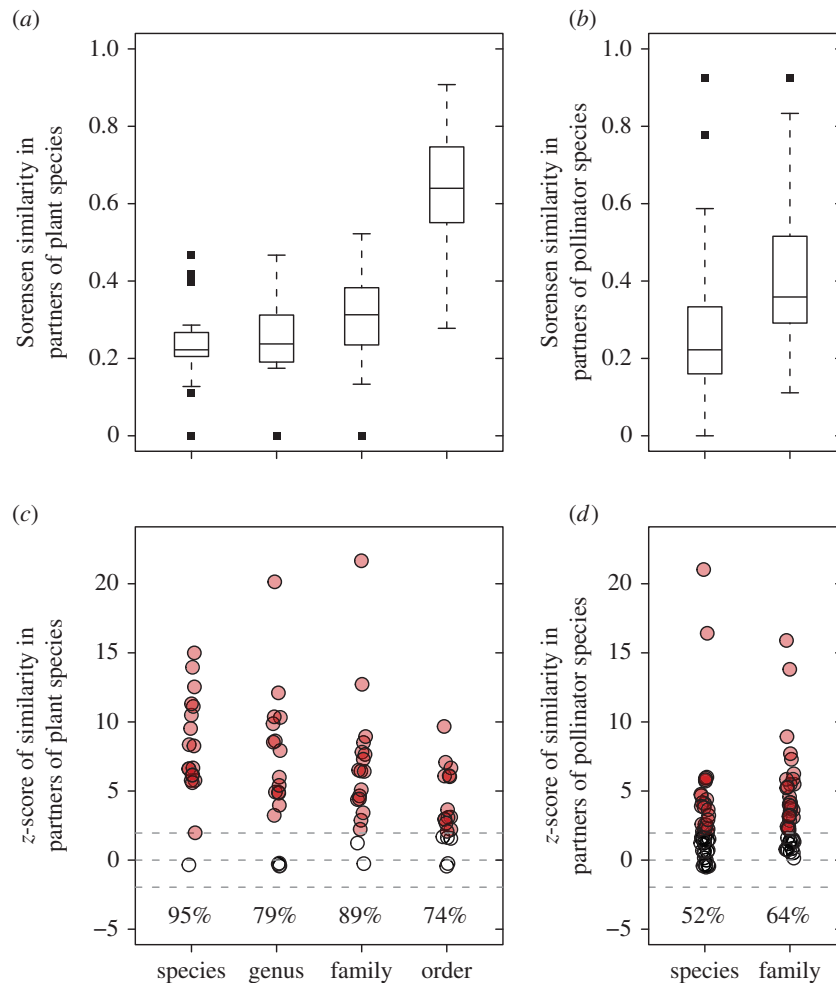 (a)
(b)
Sorensen similarity in
partners of plant species
1.0
0.8
0.6
0.4
0.2
0
Sorensen similarity in
partners of pollinator species
1.0
0.8
0.6
0.4
0.2
0
(c)
(d)
z-score of similarity in
partners of plant species
20
15
10
5
0
−5
95% 79% 89% 74%
species genus family order
z-score of similarity in
partners of pollinator species
20
15
10
5
0
−5
52% 64%
species family